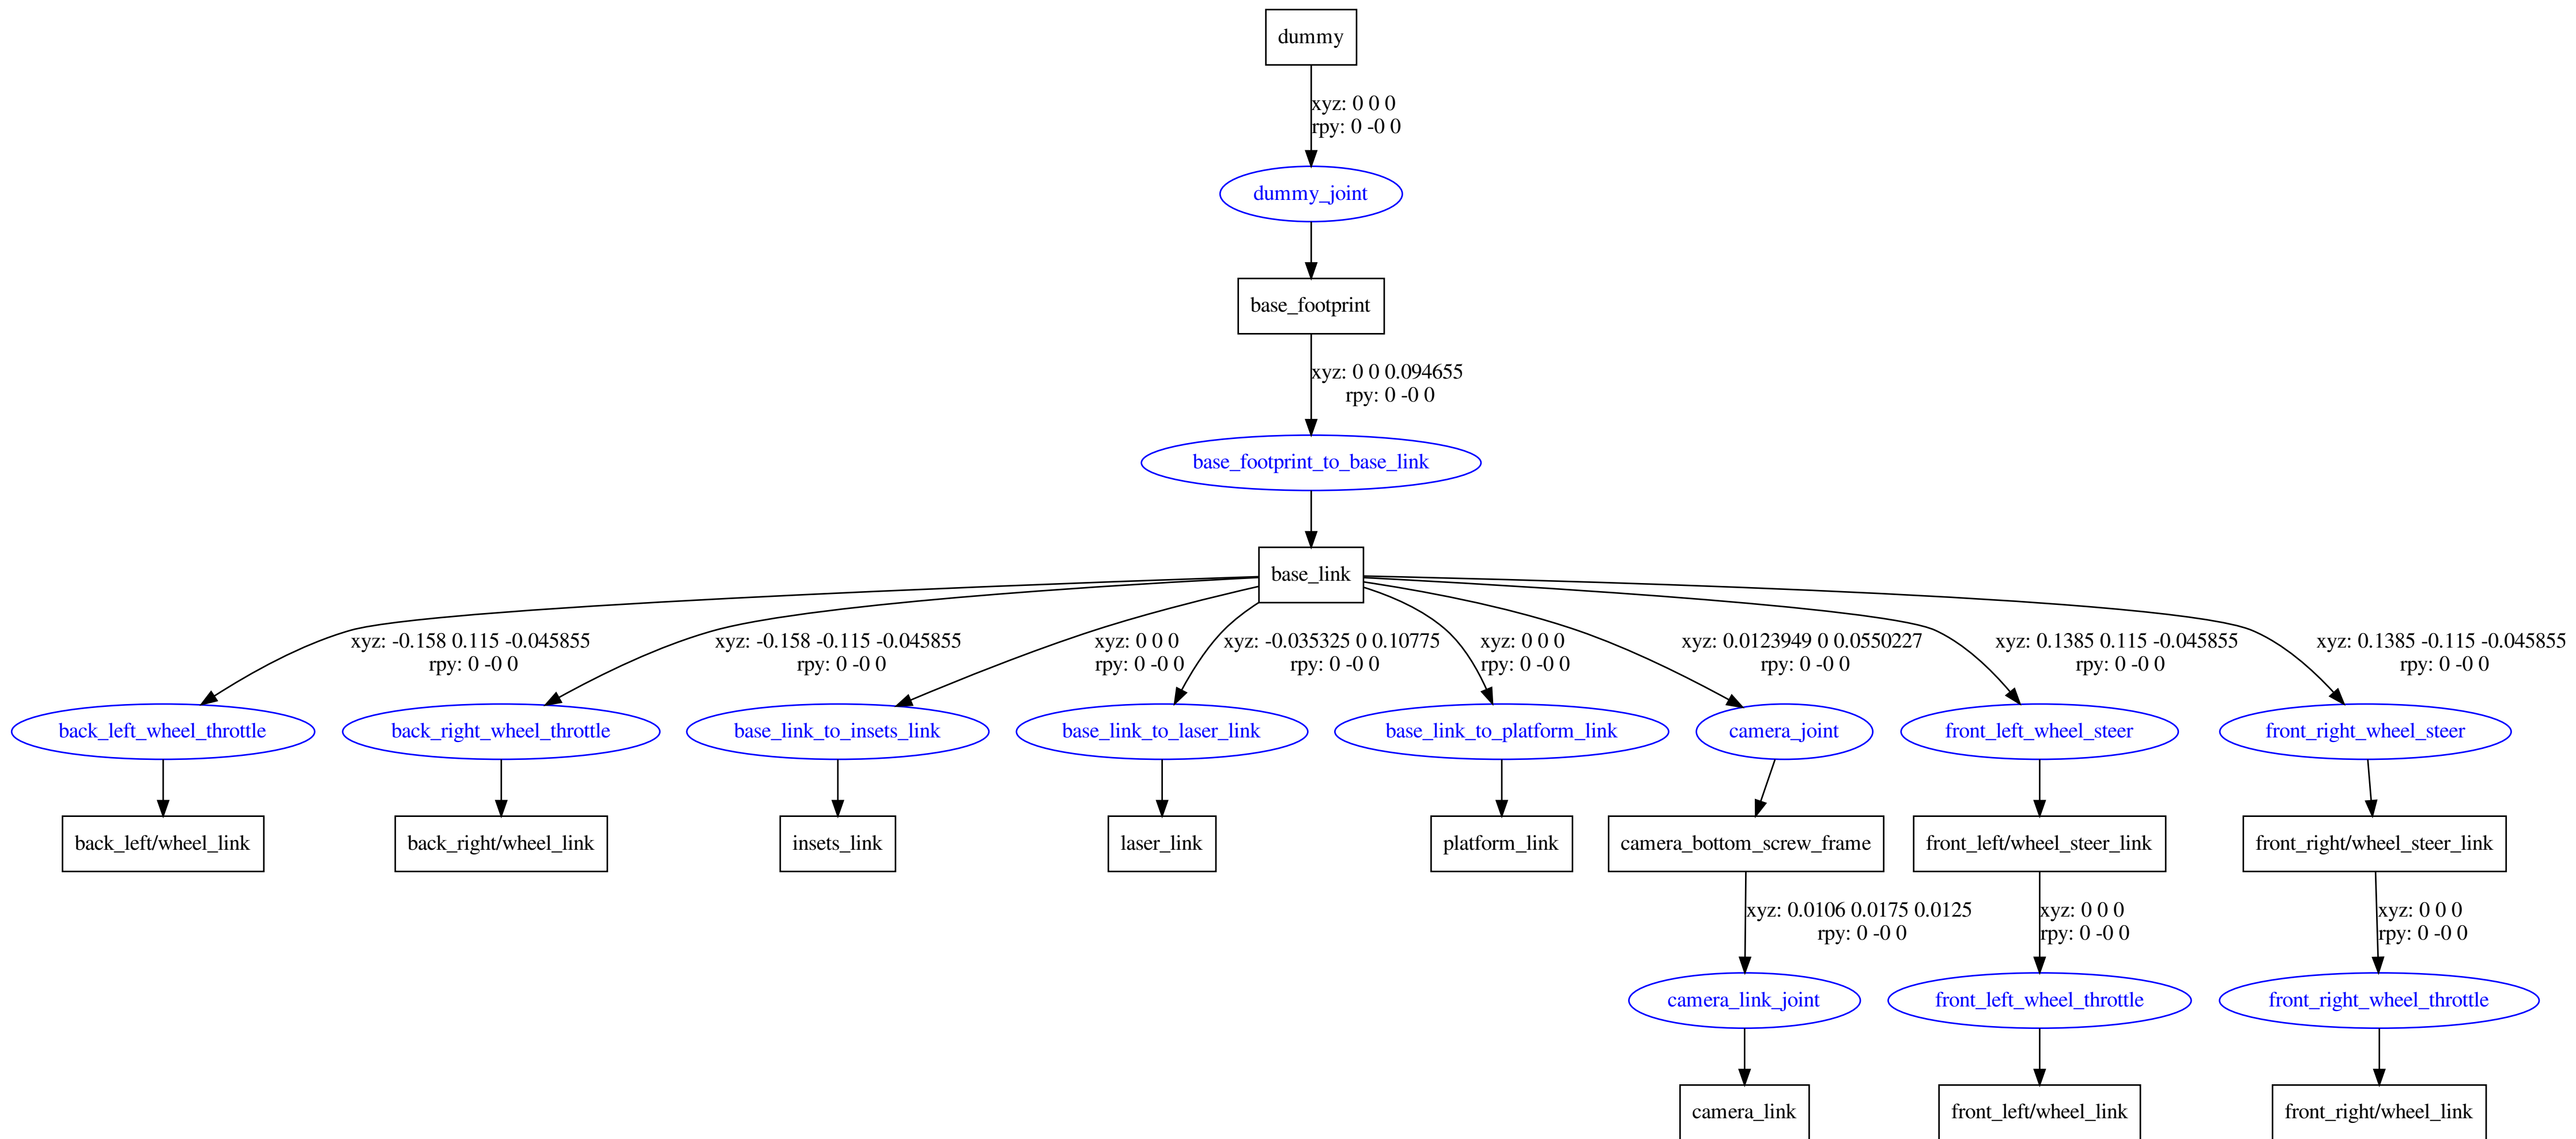 dummy
xyz: 0 0 0
rpy: 0 -0 0
dummy_joint
base_footprint
xyz: 0 0 0.094655
rpy: 0 -0 0
base_footprint_to_base_link
base_link
xyz: -0.158 0.115 -0.045855
rpy: 0 -0 0
xyz: -0.158 -0.115 -0.045855
rpy: 0 -0 0
xyz: 0 0 0
rpy: 0 -0 0
xyz: -0.035325 0 0.10775
rpy: 0 -0 0
xyz: 0 0 0
rpy: 0 -0 0
xyz: 0.0123949 0 0.0550227
rpy: 0 -0 0
xyz: 0.1385 0.115 -0.045855
rpy: 0 -0 0
xyz: 0.1385 -0.115 -0.045855
rpy: 0 -0 0
back_left_wheel_throttle
back_right_wheel_throttle
base_link_to_insets_link
base_link_to_laser_link
base_link_to_platform_link
camera_joint
front_left_wheel_steer
front_right_wheel_steer
back_left/wheel_link
back_right/wheel_link
insets_link
laser_link
platform_link
camera_bottom_screw_frame
front_left/wheel_steer_link
front_right/wheel_steer_link
xyz: 0.0106 0.0175 0.0125
rpy: 0 -0 0
xyz: 0 0 0
rpy: 0 -0 0
xyz: 0 0 0
rpy: 0 -0 0
camera_link_joint
front_left_wheel_throttle
front_right_wheel_throttle
camera_link
front_left/wheel_link
front_right/wheel_link